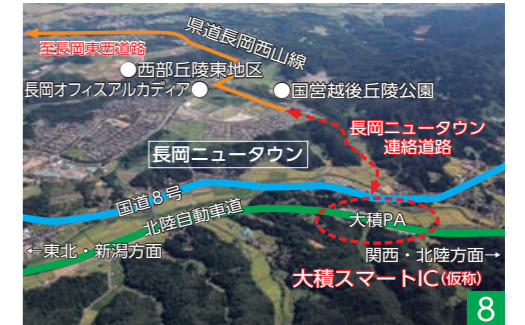 県道長岡西山線
至長岡東西道路
西部丘陵東地区
長岡オフィスアルカディア
国営越後丘陵公園
長岡ニュータウン
連絡道路
長岡ニュータウン
国道8号
北陸自動車道
大積PA
←東北・新潟方面
関西・北陸方面→
大積スマートIC(仮称)
8